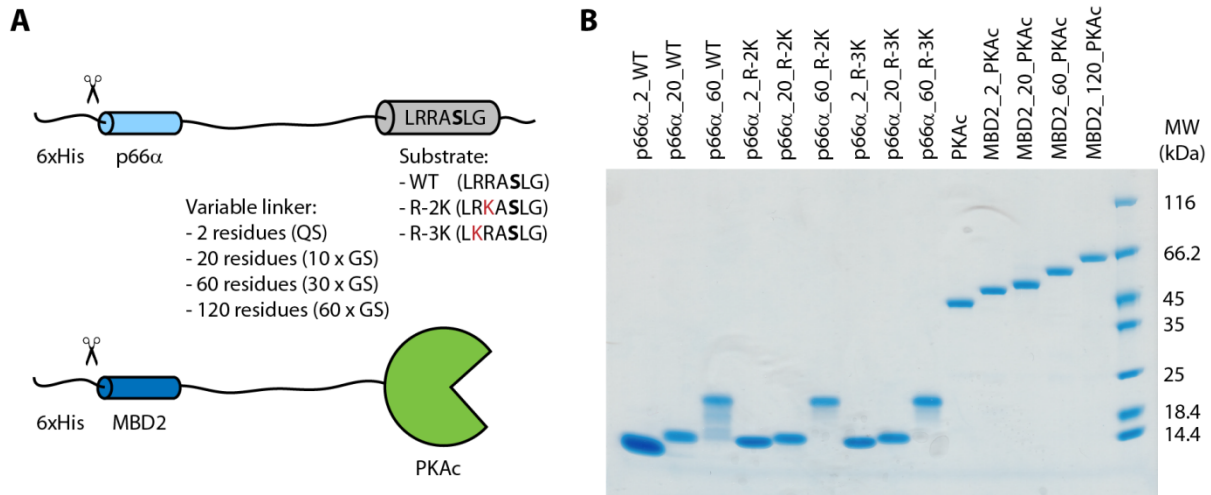 A
6xHis
p66α
LRRASLG
Substrate:
- WT (LRRASLG)
- R-2K (LRKASLG)
- R-3K (LKRASLG)
Variable linker:
- 2 residues (QS)
- 20 residues (10 x GS)
- 60 residues (30 x GS)
- 120 residues (60 x GS)
6xHis
MBD2
PKAc
B
p66α_2_WT
p66α_20_WT
p66α_60_WT
p66α_2_R-2K
p66α_20_R-2K
p66α_60_R-2K
p66α_2_R-3K
p66α_20_R-3K
p66α_60_R-3K
PKAc
MBD2_2_PKAc
MBD2_20_PKAc
MBD2_60_PKAc
MBD2_120_PKAc
MW
(kDa)
116
66.2
45
35
25
18.4
14.4